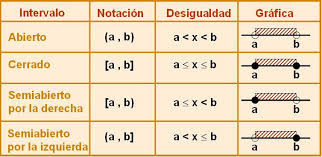 Intervalo Notación Desigualdad Gráfica
Abierto (a , b) a < x < b a b
Cerrado [a , b] a ≤ x ≤ b a b
Semiabierto
por la derecha [a , b) a ≤ x < b a b
Semiabierto
por la izquierda (a , b] a < x ≤ b a b